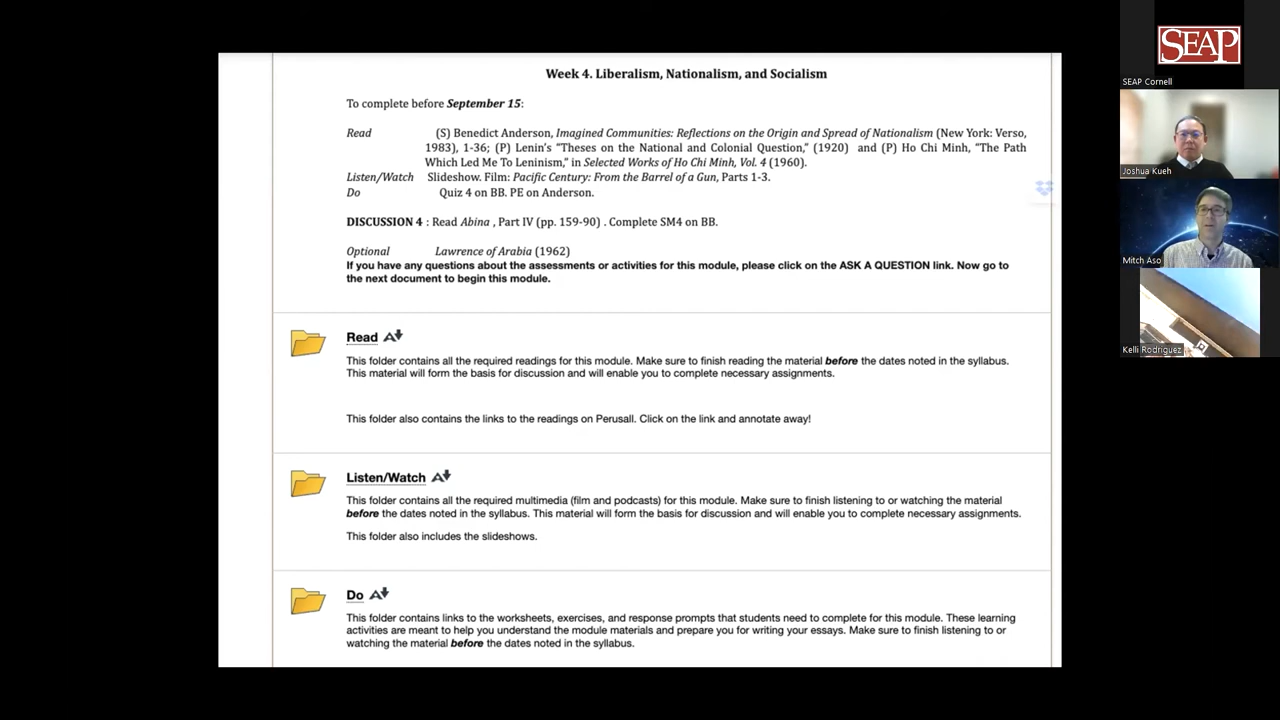 Week 4. Liberalism, Nationalism, and Socialism
To complete before September 15:
Read (S) Benedict Anderson, Imagined Communities: Reflections on the Origin and Spread of Nationalism (New York: Verso,
1983), 1-36; (P) Lenin's "Theses on the National and Colonial Question," (1920) and (P) Ho Chi Minh, "The Path
Which Led Me To Leninism," in Selected Works of Ho Chi Minh, Vol. 4 (1960).
Listen/Watch Slideshow. Film: Pacific Century: From the Barrel of a Gun, Parts 1-3.
Do Quiz 4 on BB. PE on Anderson.
DISCUSSION 4 : Read Abina , Part IV (pp. 159-90) . Complete SM4 on BB.
Optional Lawrence of Arabia (1962)
If you have any questions about the assessments or activities for this module, please click on the ASK A QUESTION link. Now go to
the next document to begin this module.
Read
This folder contains all the required readings for this module. Make sure to finish reading the material before the dates noted in the syllabus.
This material will form the basis for discussion and will enable you to complete necessary assignments.
This folder also contains the links to the readings on Perusall. Click on the link and annotate away!
Listen/Watch
This folder contains all the required multimedia (film and podcasts) for this module. Make sure to finish listening to or watching the material
before the dates noted in the syllabus. This material will form the basis for discussion and will enable you to complete necessary assignments.
This folder also includes the slideshows.
Do
This folder contains links to the worksheets, exercises, and response prompts that students need to complete for this module. These learning
activities are meant to help you understand the module materials and prepare you for writing your essays. Make sure to finish listening to or
watching the material before the dates noted in the syllabus.
SEAP
SEAP Cornell
Joshua Kueh
Mitch Aso
Kelli Rodriguez